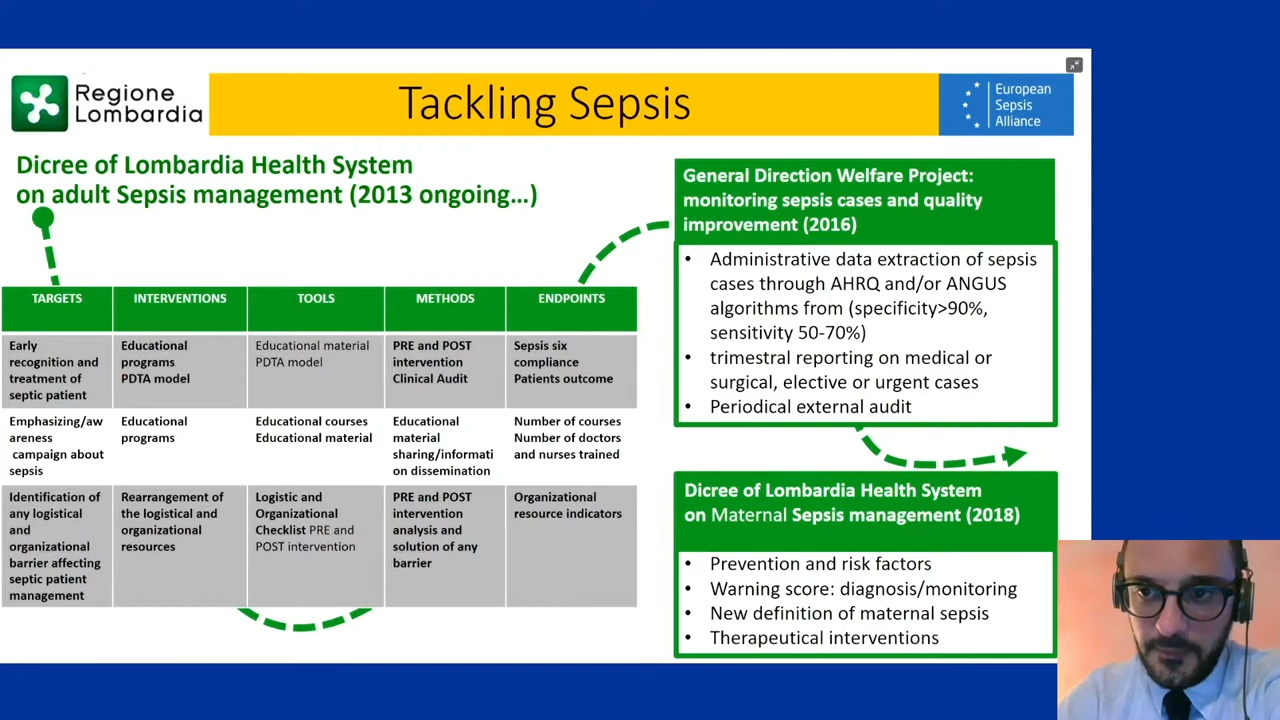 Regione
Lombardia
Tackling Sepsis
European
Sepsis
Alliance
Dicree of Lombardia Health System
on adult Sepsis management (2013 ongoing...)
TARGETS
INTERVENTIONS
TOOLS
METHODS
ENDPOINTS
Early
recognition and
treatment of
septic patient
Educational
programs
PDTA model
Educational material
PDTA model
PRE and POST
intervention
Clinical Audit
Sepsis six
compliance
Patients outcome
Emphasizing/aw
areness
campaign about
sepsis
Educational
programs
Educational courses
Educational material
Educational
material
sharing/informati
on dissemination
Number of courses
Number of doctors
and nurses trained
Identification of
any logistical
and
organizational
barrier affecting
septic patient
management
Rearrangement of
the logistical and
organizational
resources
Logistic and
Organizational
Checklist PRE and
POST intervention
PRE and POST
intervention
analysis and
solution of any
barrier
Organizational
resource indicators
General Direction Welfare Project:
monitoring sepsis cases and quality
improvement (2016)
• Administrative data extraction of sepsis
cases through AHRQ and/or ANGUS
algorithms from (specificity>90%,
sensitivity 50-70%)
• trimestral reporting on medical or
surgical, elective or urgent cases
• Periodical external audit
Dicree of Lombardia Health System
on Maternal Sepsis management (2018)
• Prevention and risk factors
• Warning score: diagnosis/monitoring
• New definition of maternal sepsis
• Therapeutical interventions